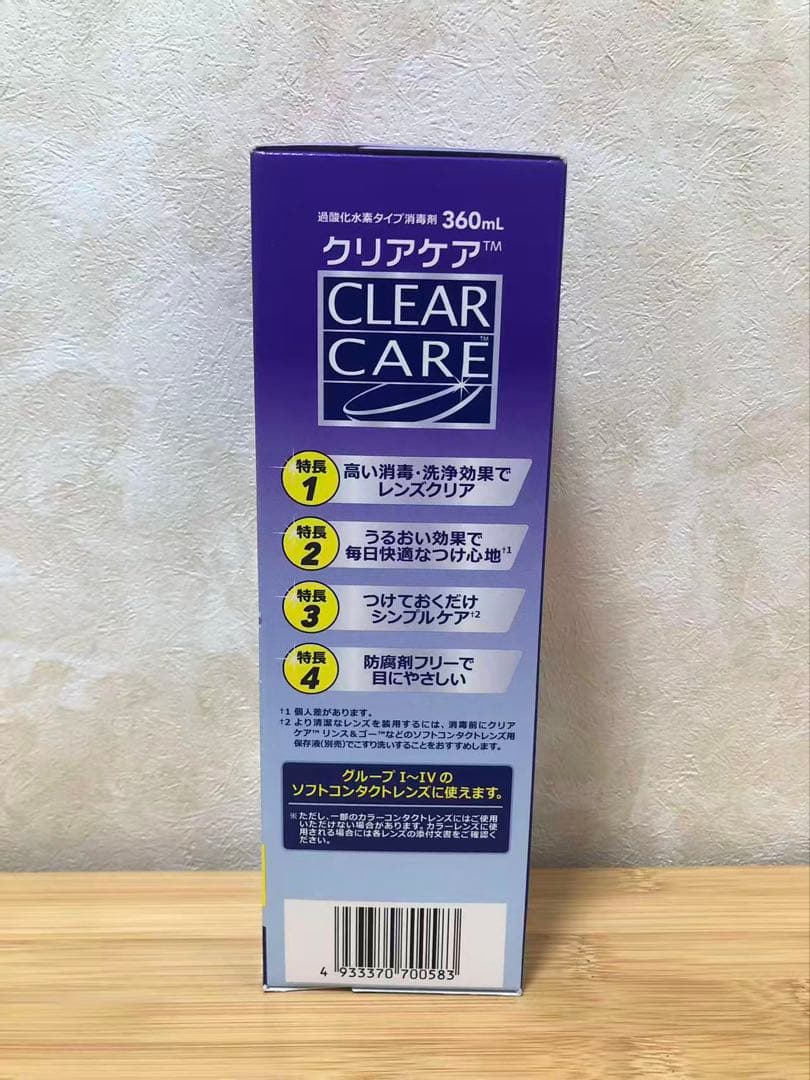 過酸化水素タイプ消毒剤 360mL
クリアケア™
CLEAR
CARE™
特長
1
高い消毒・洗浄効果で
レンズクリア
特長
2
うるおい効果で
毎日快適なつけ心地†1
特長
3
つけておくだけ
シンプルケア†2
特長
4
防腐剤フリーで
目にやさしい
†1 個人差があります。
†2 より清潔なレンズを装用するには、消毒前にクリア
ケア™ リンス&ゴー™などのソフトコンタクトレンズ用
保存液(別売)でこすり洗いすることをおすすめします。
グループ I〜IV の
ソフトコンタクトレンズに使えます。
※ただし、一部のカラーコンタクトレンズにはご使用
いただけない場合があります。カラーレンズに使
用される場合には各レンズの添付文書をご確認く
ださい。
4 933370 700583